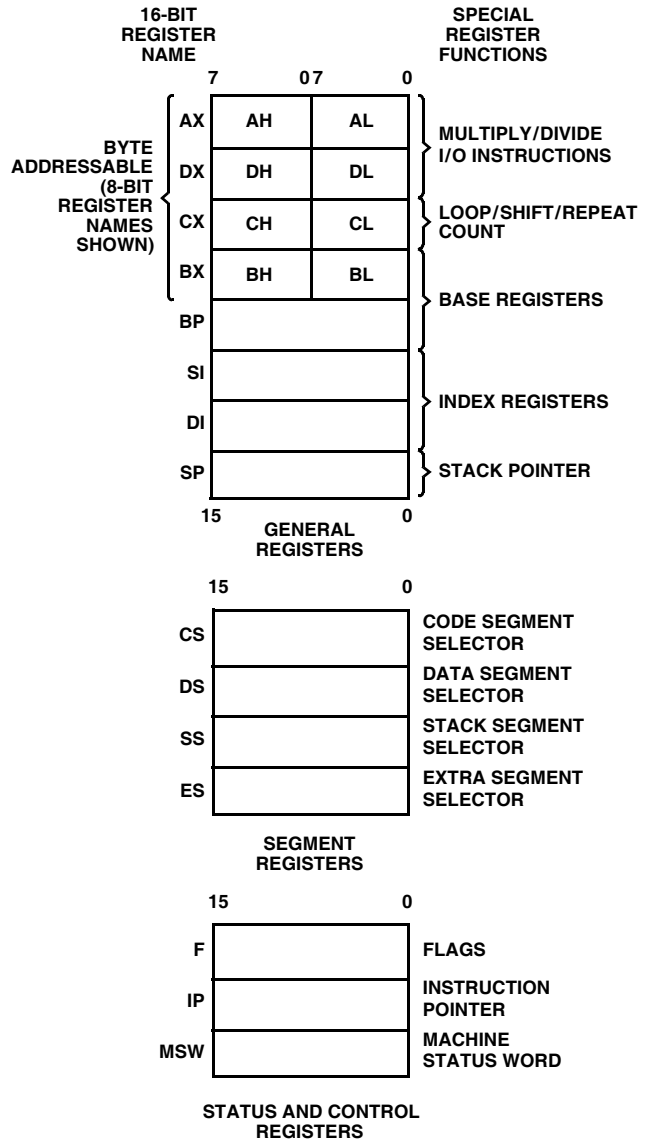 16-BIT
REGISTER
NAME
SPECIAL
REGISTER
FUNCTIONS
7 0 7 0
BYTE
ADDRESSABLE
(8-BIT
REGISTER
NAMES
SHOWN)
AX AH AL
DX DH DL
MULTIPLY/DIVIDE
I/O INSTRUCTIONS
CX CH CL
LOOP/SHIFT/REPEAT
COUNT
BX BH BL
BP
BASE REGISTERS
SI
DI
INDEX REGISTERS
SP STACK POINTER
15 0
GENERAL
REGISTERS
15 0
CS
CODE SEGMENT
SELECTOR
DS
DATA SEGMENT
SELECTOR
SS
STACK SEGMENT
SELECTOR
ES
EXTRA SEGMENT
SELECTOR
SEGMENT
REGISTERS
15 0
F FLAGS
IP
INSTRUCTION
POINTER
MSW
MACHINE
STATUS WORD
STATUS AND CONTROL
REGISTERS